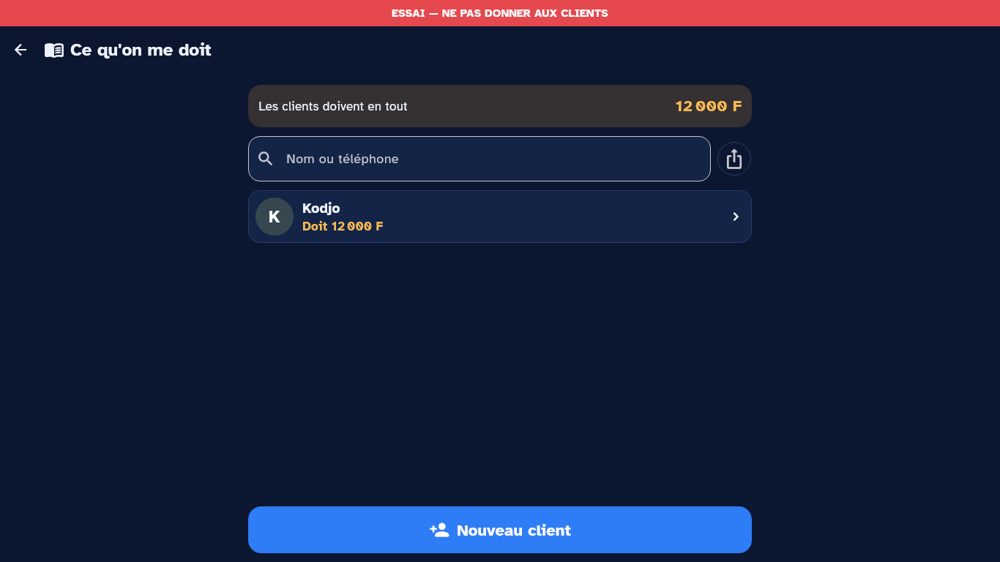 ESSAI — NE PAS DONNER AUX CLIENTS
Ce qu'on me doit
Les clients doivent en tout
12 000 F
Nom ou téléphone
K
Kodjo
Doit 12 000 F
Nouveau client